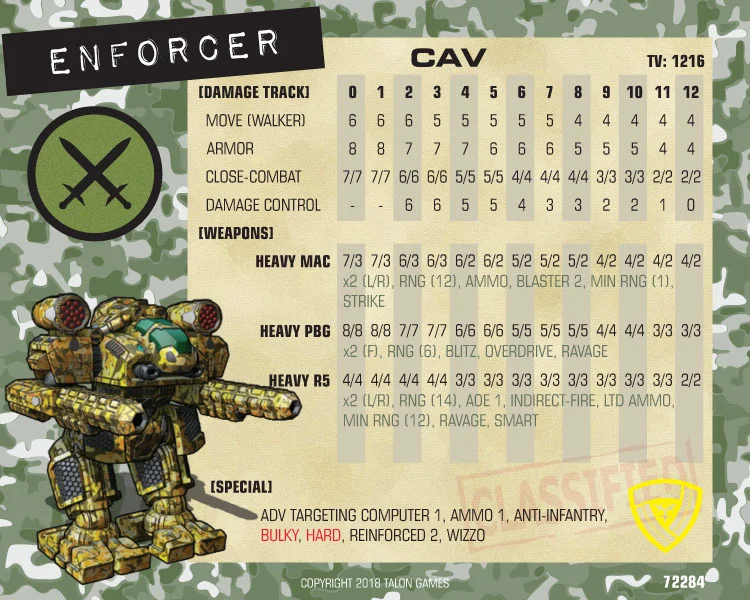 ENFORCER
CAV
TV: 1216
[DAMAGE TRACK] 0 1 2 3 4 5 6 7 8 9 10 11 12
MOVE (WALKER) 6 6 6 5 5 5 5 5 4 4 4 4 4
ARMOR 8 8 7 7 7 6 6 6 5 5 5 4 4
CLOSE-COMBAT 7/7 7/7 6/6 6/6 5/5 5/5 4/4 4/4 4/4 3/3 3/3 2/2 2/2
DAMAGE CONTROL - - 6 6 5 5 4 3 3 2 2 1 0
[WEAPONS]
HEAVY MAC 7/3 7/3 6/3 6/3 6/2 6/2 5/2 5/2 5/2 4/2 4/2 4/2 4/2
x2 (L/R), RNG (12), AMMO, BLASTER 2, MIN RNG (1),
STRIKE
HEAVY PBG 8/8 8/8 7/7 7/7 6/6 6/6 5/5 5/5 5/5 4/4 4/4 3/3 3/3
x2 (F), RNG (6), BLITZ, OVERDRIVE, RAVAGE
HEAVY R5 4/4 4/4 4/4 4/4 3/3 3/3 3/3 3/3 3/3 3/3 3/3 3/3 2/2
x2 (L/R), RNG (14), AOE 1, INDIRECT-FIRE, LTD AMMO,
MIN RNG (12), RAVAGE, SMART
CLASSIFIED
[SPECIAL]
ADV TARGETING COMPUTER 1, AMMO 1, ANTI-INFANTRY,
BULKY, HARD, REINFORCED 2, WIZZO
COPYRIGHT 2018 TALON GAMES
72284